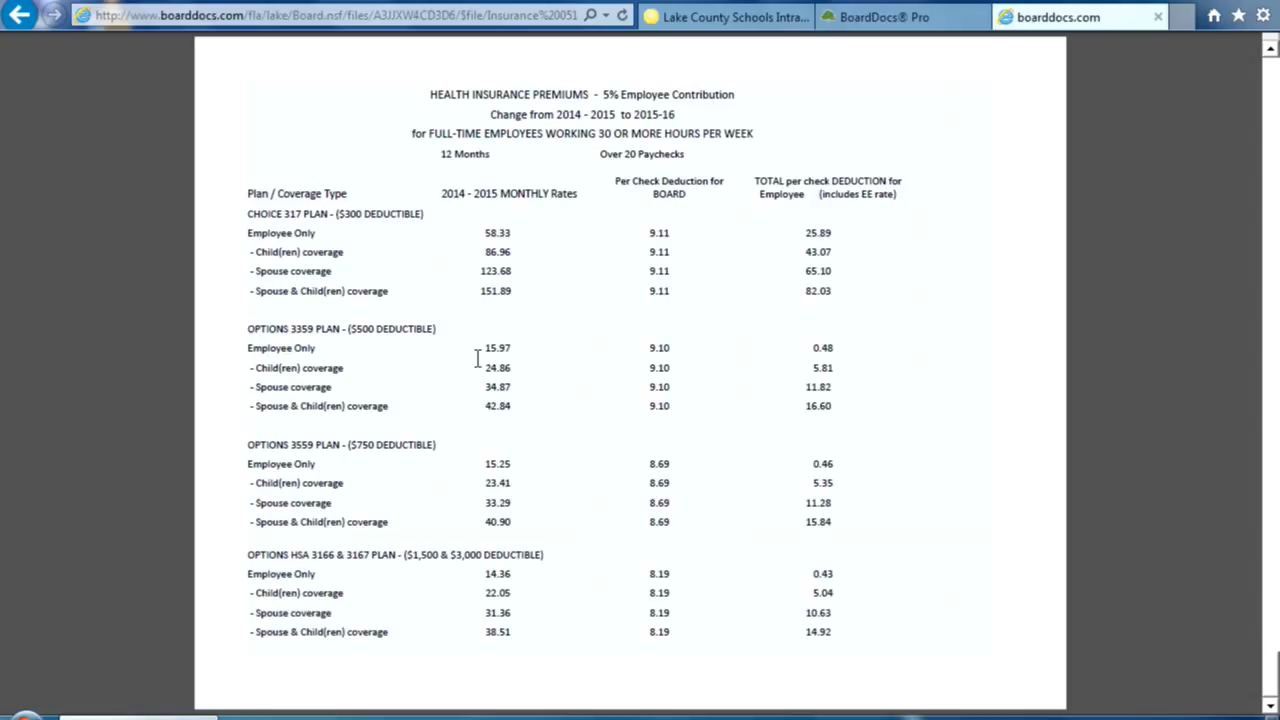 http://www.boarddocs.com/fla/lake/Board.nsf/files/A3JJXW4CD3D6/$file/Insurance%20051
Lake County Schools Intra...
BoardDocs® Pro
boarddocs.com
HEALTH INSURANCE PREMIUMS - 5% Employee Contribution
Change from 2014 - 2015 to 2015-16
for FULL-TIME EMPLOYEES WORKING 30 OR MORE HOURS PER WEEK
12 Months Over 20 Paychecks
Per Check Deduction for TOTAL per check DEDUCTION for
Plan / Coverage Type 2014 - 2015 MONTHLY Rates BOARD Employee (includes EE rate)
CHOICE 317 PLAN - ($300 DEDUCTIBLE)
Employee Only 58.33 9.11 25.89
- Child(ren) coverage 86.96 9.11 43.07
- Spouse coverage 123.68 9.11 65.10
- Spouse & Child(ren) coverage 151.89 9.11 82.03
OPTIONS 3359 PLAN - ($500 DEDUCTIBLE)
Employee Only 15.97 9.10 0.48
- Child(ren) coverage 24.86 9.10 5.81
- Spouse coverage 34.87 9.10 11.82
- Spouse & Child(ren) coverage 42.84 9.10 16.60
OPTIONS 3559 PLAN - ($750 DEDUCTIBLE)
Employee Only 15.25 8.69 0.46
- Child(ren) coverage 23.41 8.69 5.35
- Spouse coverage 33.29 8.69 11.28
- Spouse & Child(ren) coverage 40.90 8.69 15.84
OPTIONS HSA 3166 & 3167 PLAN - ($1,500 & $3,000 DEDUCTIBLE)
Employee Only 14.36 8.19 0.43
- Child(ren) coverage 22.05 8.19 5.04
- Spouse coverage 31.36 8.19 10.63
- Spouse & Child(ren) coverage 38.51 8.19 14.92